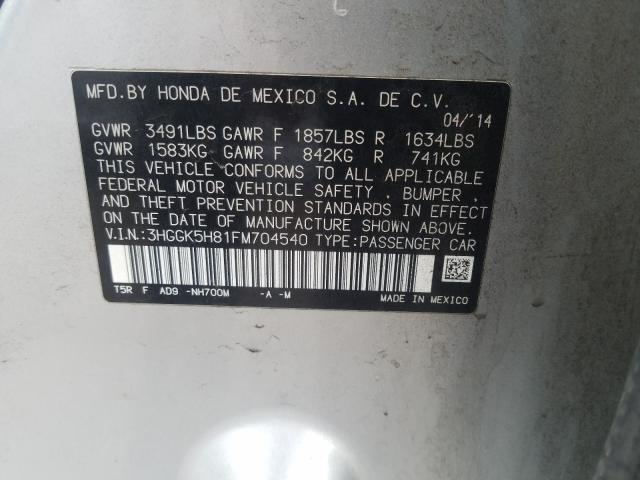 MFD.BY HONDA DE MEXICO S.A. DE C.V.
04/'14
GVWR 3491LBS GAWR F 1857LBS R 1634LBS
GVWR 1583KG GAWR F 842KG R 741KG
THIS VEHICLE CONFORMS TO ALL APPLICABLE
FEDERAL MOTOR VEHICLE SAFETY , BUMPER ,
AND THEFT PREVENTION STANDARDS IN EFFECT
ON THE DATE OF MANUFACTURE SHOWN ABOVE.
V.I.N.:3HGGK5H81FM704540 TYPE:PASSENGER CAR
T5R F AD9 -NH700M -A -M MADE IN MEXICO